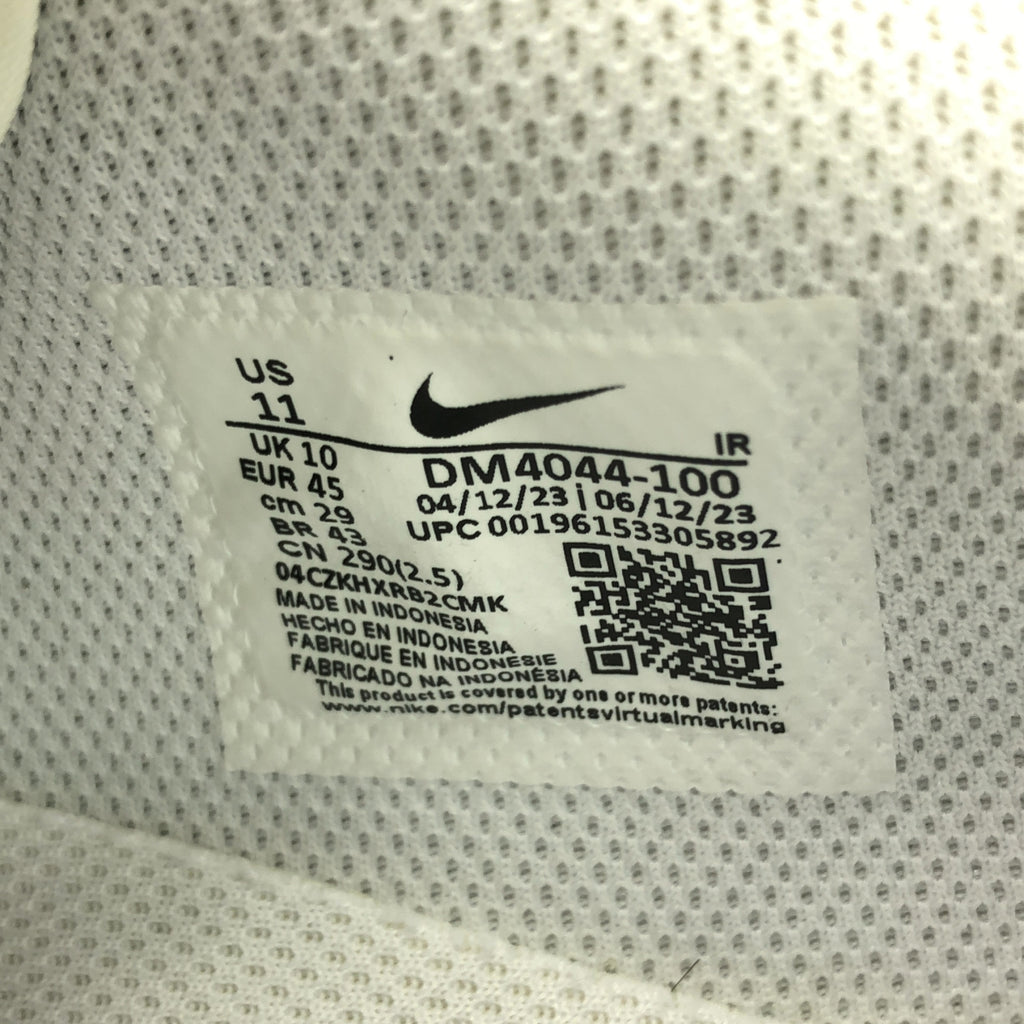 US
11
IR
UK 10
DM4044-100
EUR 45
04/12/23 | 06/12/23
cm 29
UPC 00196153305892
BR 43
CN 290(2.5)
04CZKHXRB2CMK
MADE IN INDONESIA
HECHO EN INDONESIA
FABRIQUE EN INDONESIE
FABRICADO NA INDONÉSIA
This product is covered by one or more patents:
www.nike.com/patentsvirtualmarking